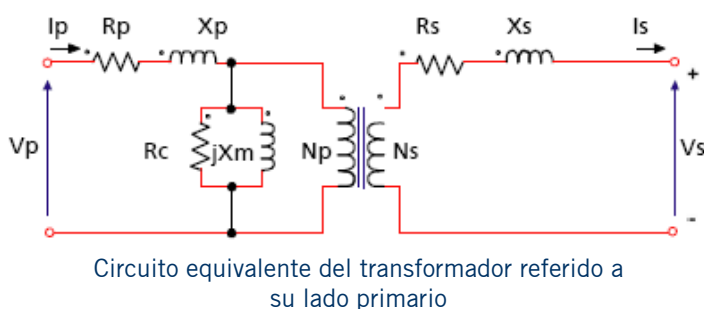 Ip Rp Xp Rs Xs Is
+
Vp Rc jXm Np Ns Vs
-
Circuito equivalente del transformador referido a
su lado primario